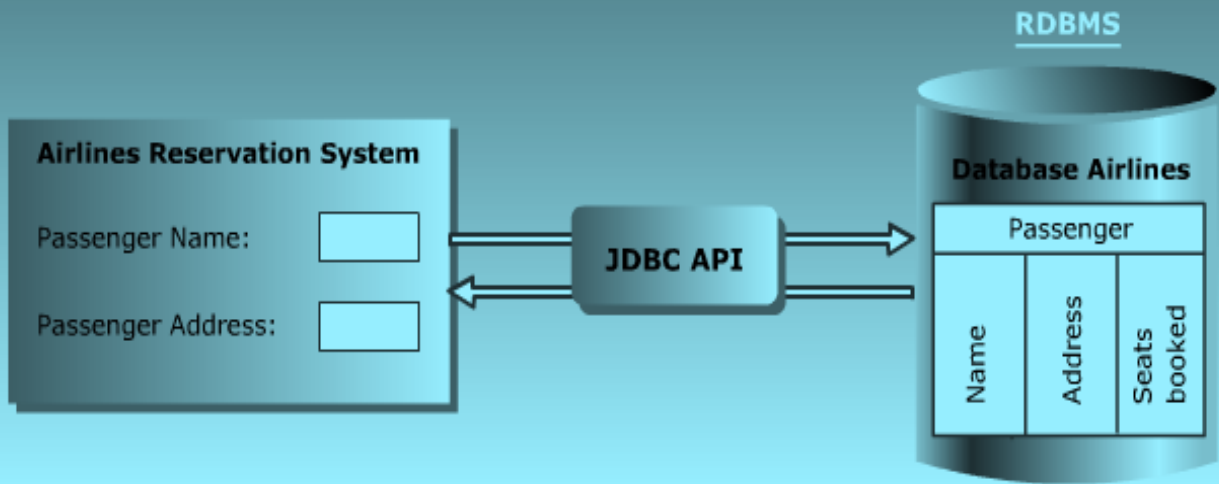 Airlines Reservation System
Passenger Name:
Passenger Address:
JDBC API
RDBMS
Database Airlines
Passenger
Name
Address
Seats
booked